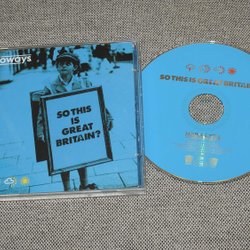 oways
SO THIS
IS
GREAT
BRITAIN?
SO THIS IS GREAT BRITAIN